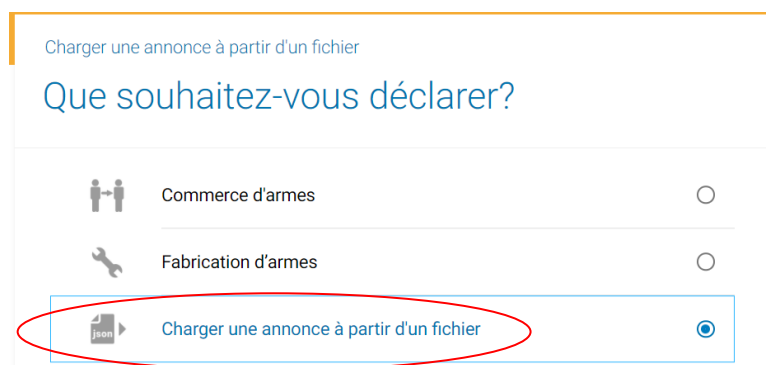 Charger une annonce à partir d'un fichier
Que souhaitez-vous déclarer?
Commerce d'armes
Fabrication d’armes
json
Charger une annonce à partir d'un fichier